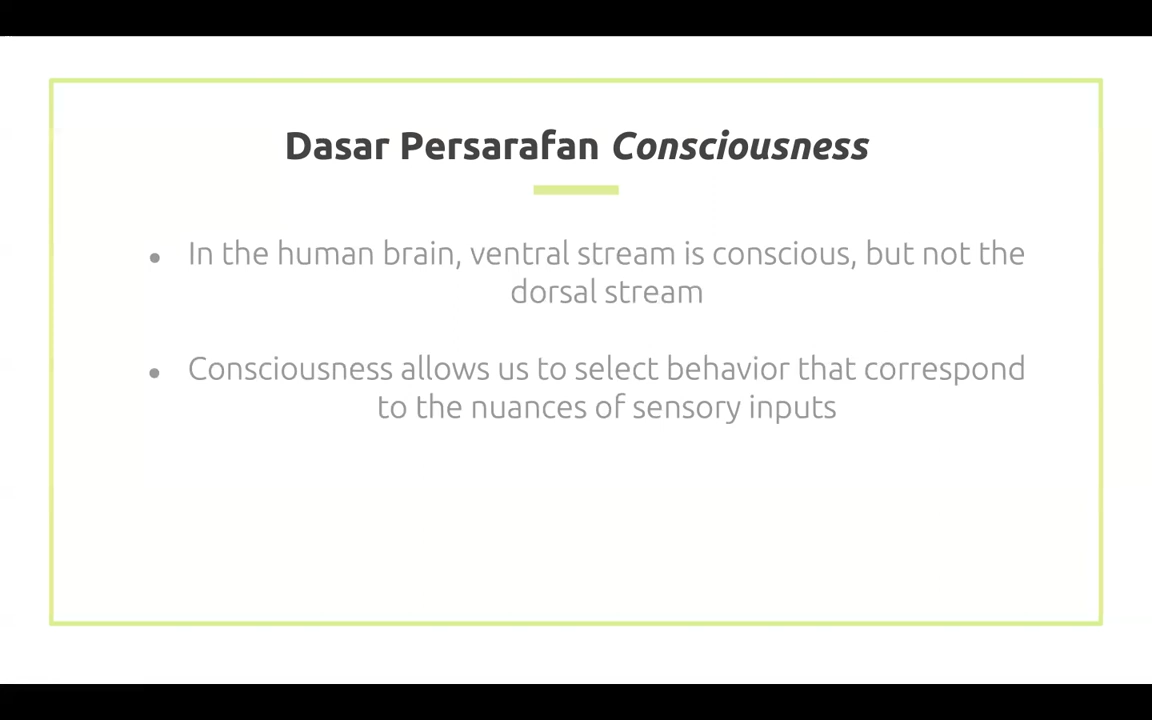 Dasar Persarafan Consciousness
● In the human brain, ventral stream is conscious, but not the
dorsal stream
● Consciousness allows us to select behavior that correspond
to the nuances of sensory inputs